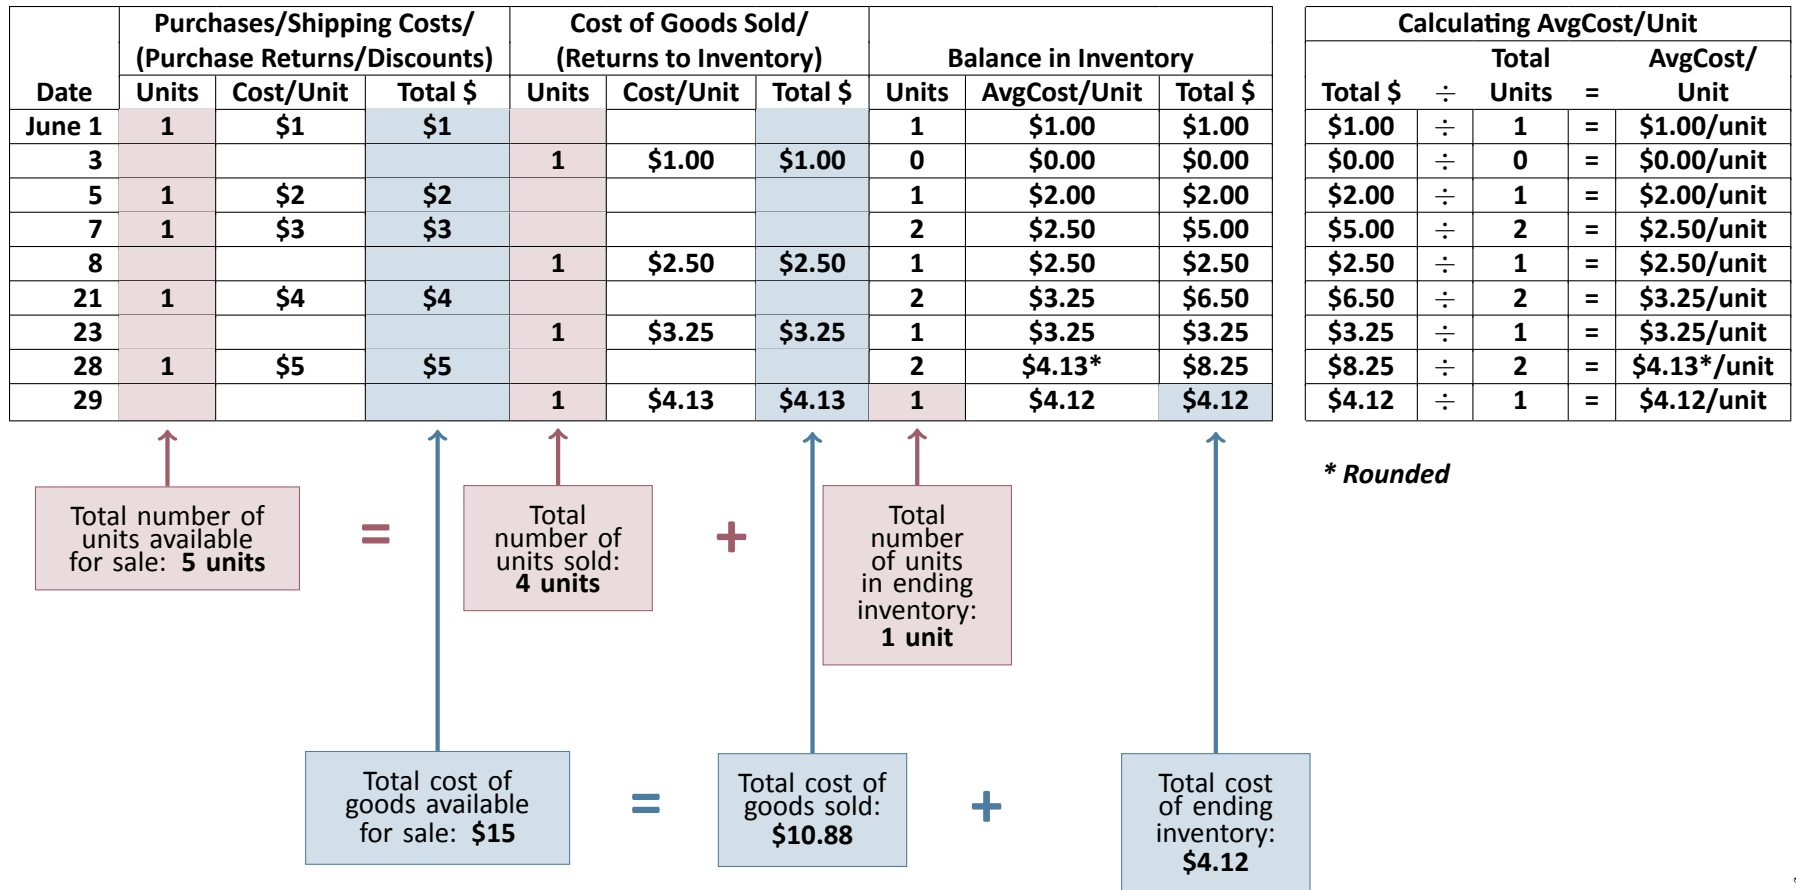 Purchases/Shipping Costs/ Cost of Goods Sold/ Calculating AvgCost/Unit
(Purchase Returns/Discounts) (Returns to Inventory) Balance in Inventory Total AvgCost/
Date Units Cost/Unit Total $ Units Cost/Unit Total $ Units AvgCost/Unit Total $ Total $ ÷ Units = Unit
June 1 1 $1 $1 1 $1.00 $1.00 $1.00 ÷ 1 = $1.00/unit
3 1 $1.00 $1.00 0 $0.00 $0.00 $0.00 ÷ 0 = $0.00/unit
5 1 $2 $2 1 $2.00 $2.00 $2.00 ÷ 1 = $2.00/unit
7 1 $3 $3 2 $2.50 $5.00 $5.00 ÷ 2 = $2.50/unit
8 1 $2.50 $2.50 1 $2.50 $2.50 $2.50 ÷ 1 = $2.50/unit
21 1 $4 $4 2 $3.25 $6.50 $6.50 ÷ 2 = $3.25/unit
23 1 $3.25 $3.25 1 $3.25 $3.25 $3.25 ÷ 1 = $3.25/unit
28 1 $5 $5 2 $4.13* $8.25 $8.25 ÷ 2 = $4.13*/unit
29 1 $4.13 $4.13 1 $4.12 $4.12 $4.12 ÷ 1 = $4.12/unit
* Rounded
Total number of
units available
for sale: 5 units
=
Total
number of
units sold:
4 units
+
Total
number
of units
in ending
inventory:
1 unit
Total cost of
goods available
for sale: $15
=
Total cost of
goods sold:
$10.88
+
Total cost
of ending
inventory:
$4.12